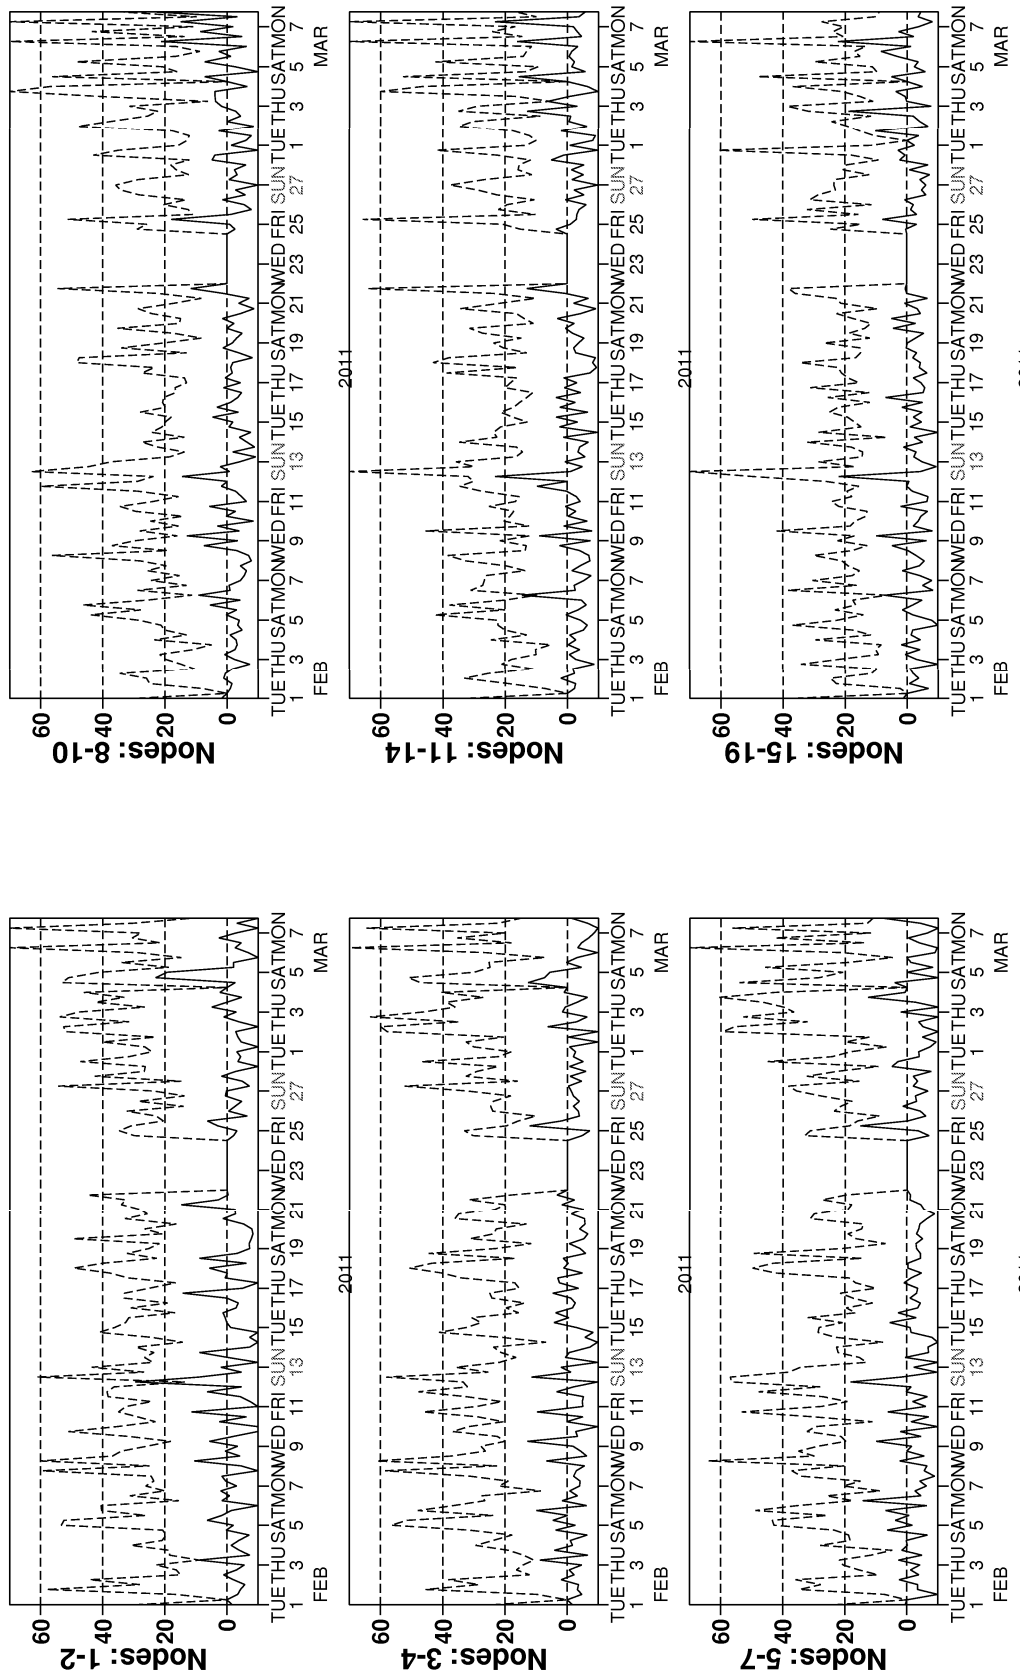 Nodes: 1-2
60
40
20
0
TUE THU SAT MON WED FRI SUN TUE THU SAT MON WED FRI SUN TUE THU SAT MON
1 3 5 7 9 11 13 15 17 19 21 23 25 27 1 3 5 7
FEB MAR
2011
Nodes: 3-4
60
40
20
0
TUE THU SAT MON WED FRI SUN TUE THU SAT MON WED FRI SUN TUE THU SAT MON
1 3 5 7 9 11 13 15 17 19 21 23 25 27 1 3 5 7
FEB MAR
2011
Nodes: 5-7
60
40
20
0
TUE THU SAT MON WED FRI SUN TUE THU SAT MON WED FRI SUN TUE THU SAT MON
1 3 5 7 9 11 13 15 17 19 21 23 25 27 1 3 5 7
FEB MAR
Nodes: 8-10
60
40
20
0
TUE THU SAT MON WED FRI SUN TUE THU SAT MON WED FRI SUN TUE THU SAT MON
1 3 5 7 9 11 13 15 17 19 21 23 25 27 1 3 5 7
FEB MAR
2011
Nodes: 11-14
60
40
20
0
TUE THU SAT MON WED FRI SUN TUE THU SAT MON WED FRI SUN TUE THU SAT MON
1 3 5 7 9 11 13 15 17 19 21 23 25 27 1 3 5 7
FEB MAR
2011
Nodes: 15-19
60
40
20
0
TUE THU SAT MON WED FRI SUN TUE THU SAT MON WED FRI SUN TUE THU SAT MON
1 3 5 7 9 11 13 15 17 19 21 23 25 27 1 3 5 7
FEB MAR